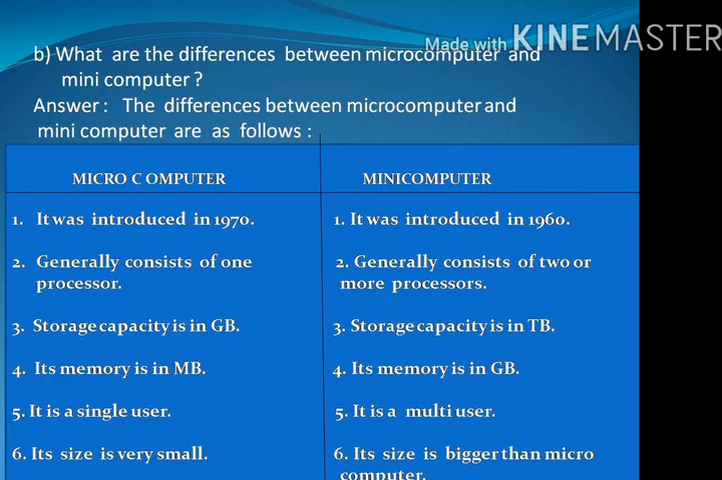 Made with KINEMASTER
b) What are the differences between microcomputer and
mini computer ?
Answer : The differences between microcomputer and
mini computer are as follows :
MICRO C OMPUTER
MINICOMPUTER
1. It was introduced in 1970.
1. It was introduced in 1960.
2. Generally consists of one
processor.
2. Generally consists of two or
more processors.
3. Storage capacity is in GB.
3. Storage capacity is in TB.
4. Its memory is in MB.
4. Its memory is in GB.
5. It is a single user.
5. It is a multi user.
6. Its size is very small.
6. Its size is bigger than micro
computer.